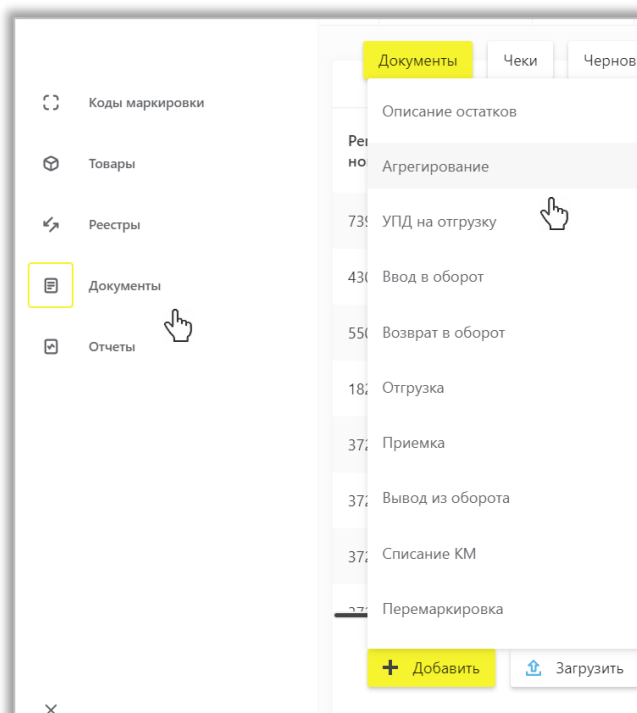 Документы
Чеки
Коды маркировки
Товары
Реестры
Документы
Отчеты
Описание остатков
Агрегирование
УПД на отгрузку
Ввод в оборот
Возврат в оборот
Отгрузка
Приемка
Вывод из оборота
Списание КМ
Перемаркировка
Добавить
Загрузить